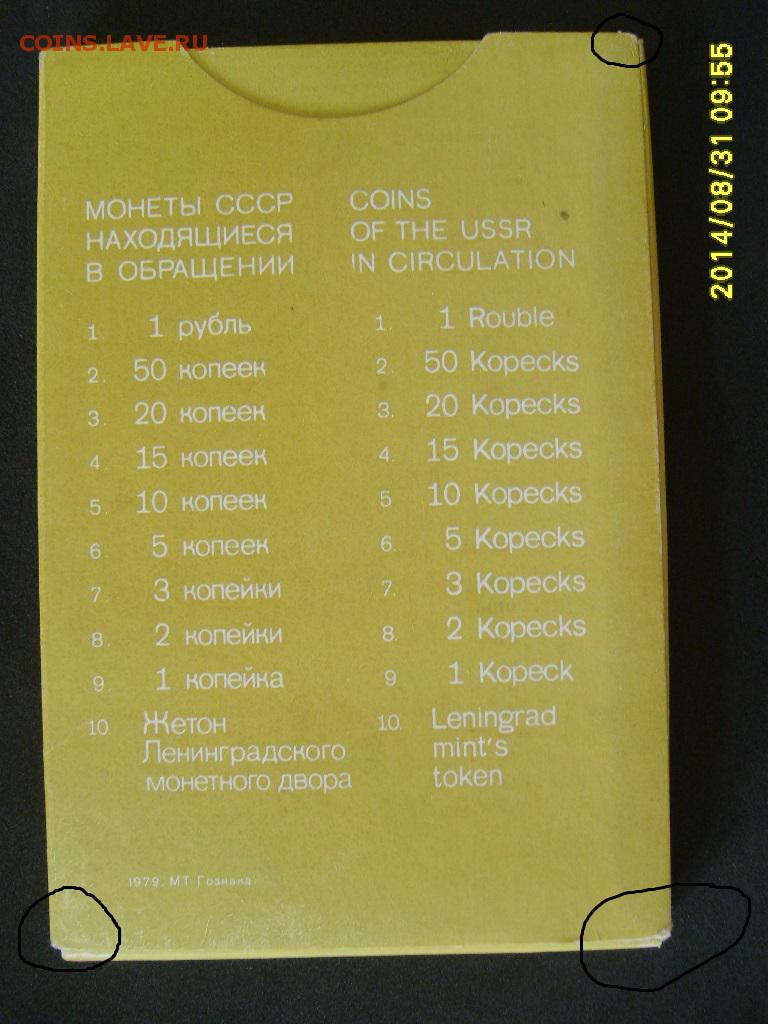 COINS.LAVE.RU
2014/08/31 09:55
МОНЕТЫ СССР
НАХОДЯЩИЕСЯ
В ОБРАЩЕНИИ
1. 1 рубль
2. 50 копеек
3. 20 копеек
4 15 копеек
5. 10 копеек
6 5 копеек
7 3 копейки
8. 2 копейки
9. 1 копейка
10. Жетон
Ленинградского
монетного двора
COINS
OF THE USSR
IN CIRCULATION
1. 1 Rouble
2. 50 Kopecks
3. 20 Kopecks
4. 15 Kopecks
5 10 Kopecks
6. 5 Kopecks
7. 3 Kopecks
8. 2 Kopecks
9 1 Kopeck
10. Leningrad
mint's
token
1979. МТ Гознака